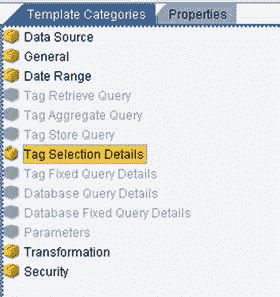 Template Categories Properties
Data Source
General
Date Range
Tag Retrieve Query
Tag Aggregate Query
Tag Store Query
Tag Selection Details
Tag Fixed Query Details
Database Query Details
Database Fixed Query Details
Parameters
Transformation
Security